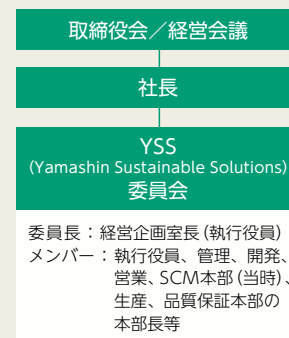 取締役会／経営会議
社長
YSS
(Yamashin Sustainable Solutions)
委員会
委員長：経営企画室長（執行役員）
メンバー：執行役員、管理、開発、
営業、SCM本部（当時）、
生産、品質保証本部の
本部長等